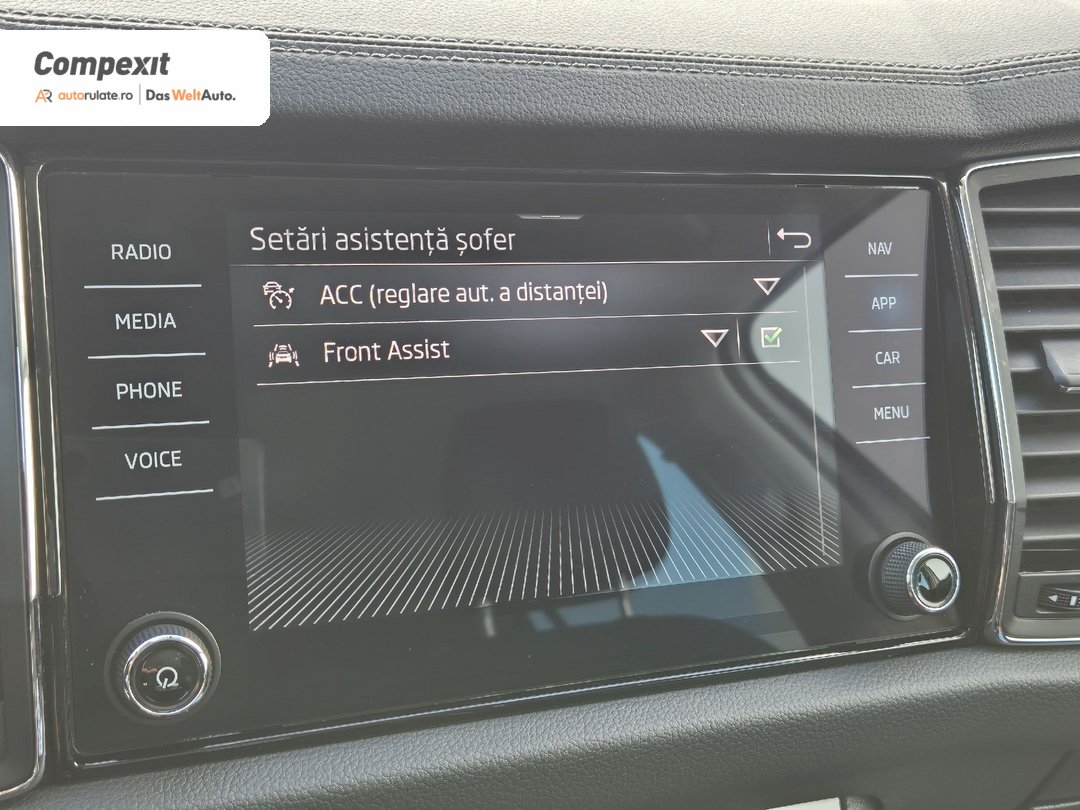 Compexit
autorulate.ro | Das WeltAuto.
Setări asistență șofer
RADIO
MEDIA
PHONE
VOICE
ACC (reglare aut. a distanței)
Front Assist
NAV
APP
CAR
MENU